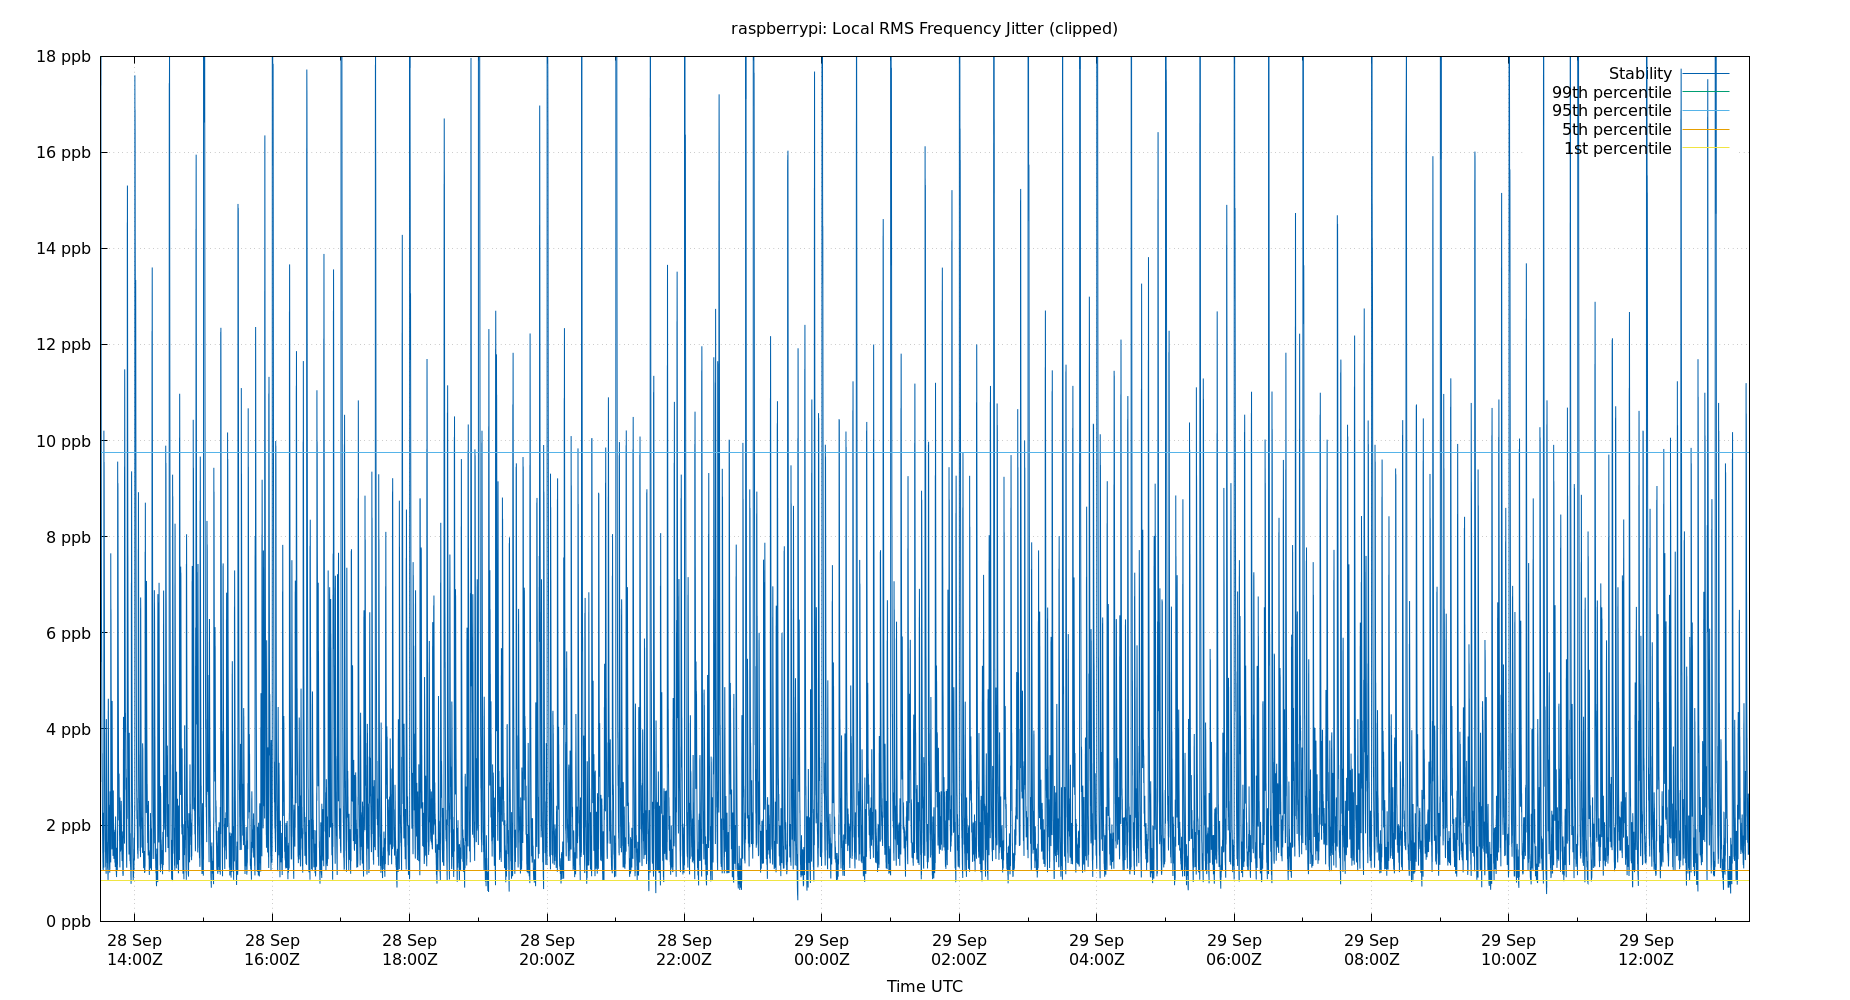 raspberrypi: Local RMS Frequency Jitter (clipped)
18 ppb
16 ppb
14 ppb
12 ppb
10 ppb
8 ppb
6 ppb
4 ppb
2 ppb
0 ppb
Stability
99th percentile
95th percentile
5th percentile
1st percentile
28 Sep 28 Sep 28 Sep 28 Sep 28 Sep 29 Sep 29 Sep 29 Sep 29 Sep 29 Sep 29 Sep 29 Sep
14:00Z 16:00Z 18:00Z 20:00Z 22:00Z 00:00Z 02:00Z 04:00Z 06:00Z 08:00Z 10:00Z 12:00Z
Time UTC